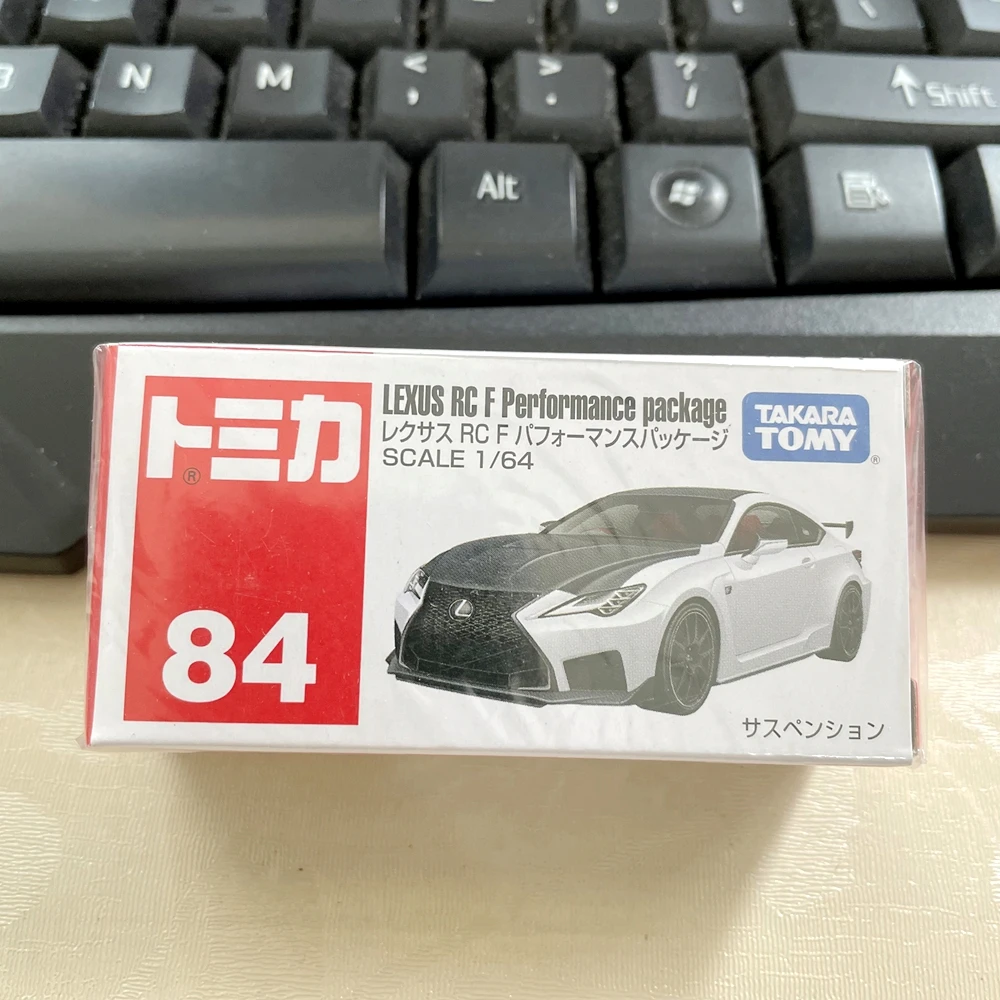 N M < , > . ? / Shift
Alt
トミカ®
LEXUS RC F Performance package
レクサス RC F パフォーマンスパッケージ
SCALE 1/64
TAKARA
TOMY®
84
サスペンション